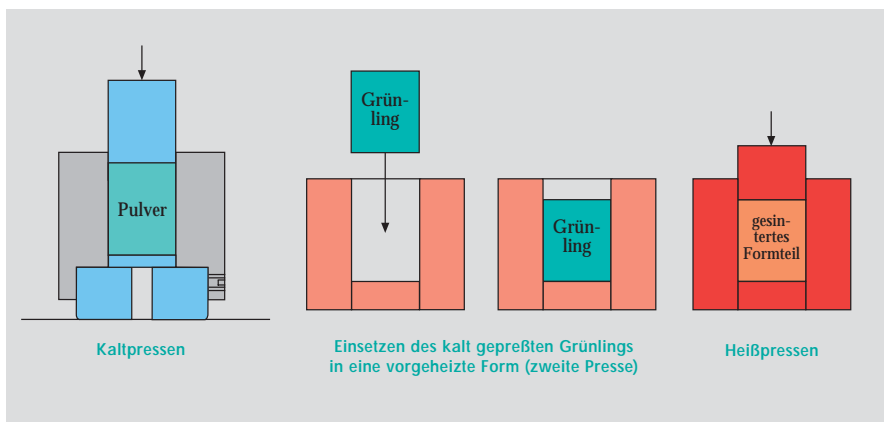 Pulver
Kaltpressen
Grün-
ling
Grün-
ling
Einsetzen des kalt gepreßten Grünlings
in eine vorgeheizte Form (zweite Presse)
gesin-
tertes
Formteil
Heißpressen